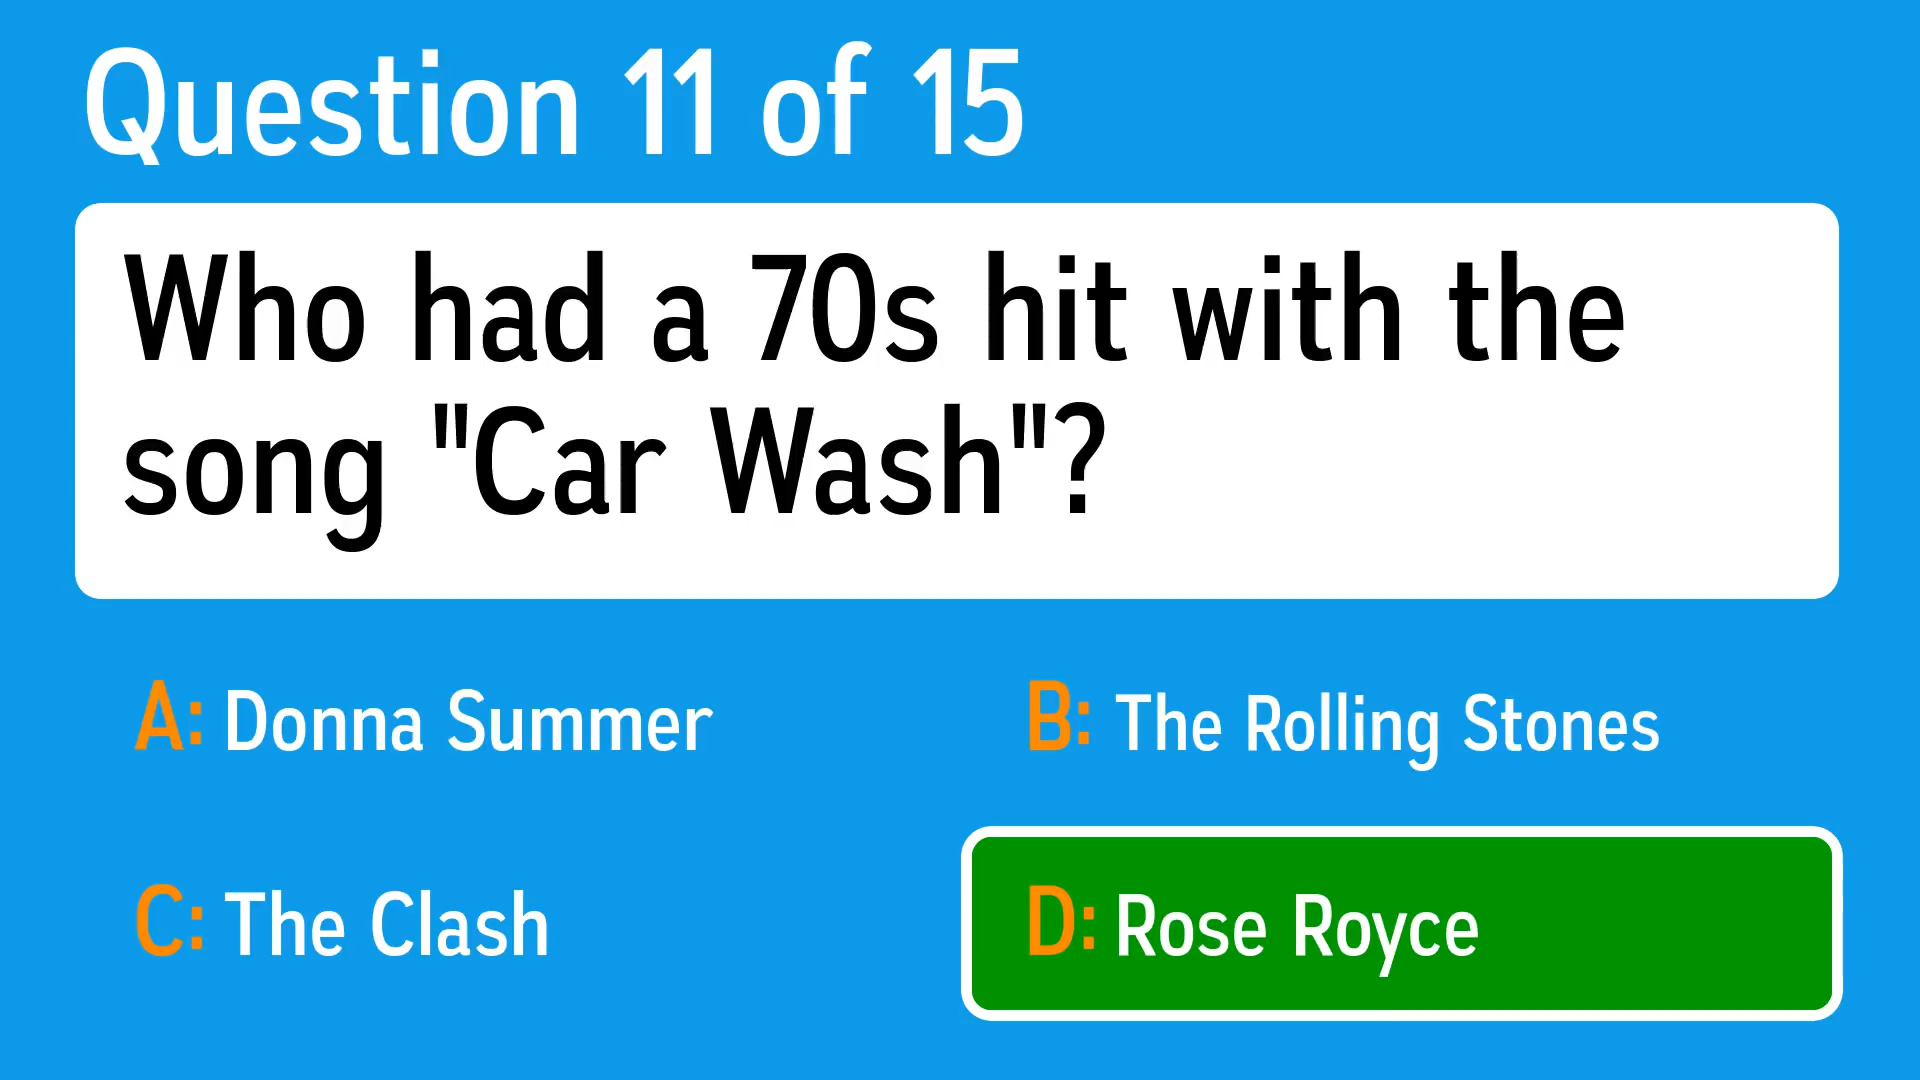 Question 11 of 15
Who had a 70s hit with the
song "Car Wash"?
A: Donna Summer
B: The Rolling Stones
C: The Clash
D: Rose Royce